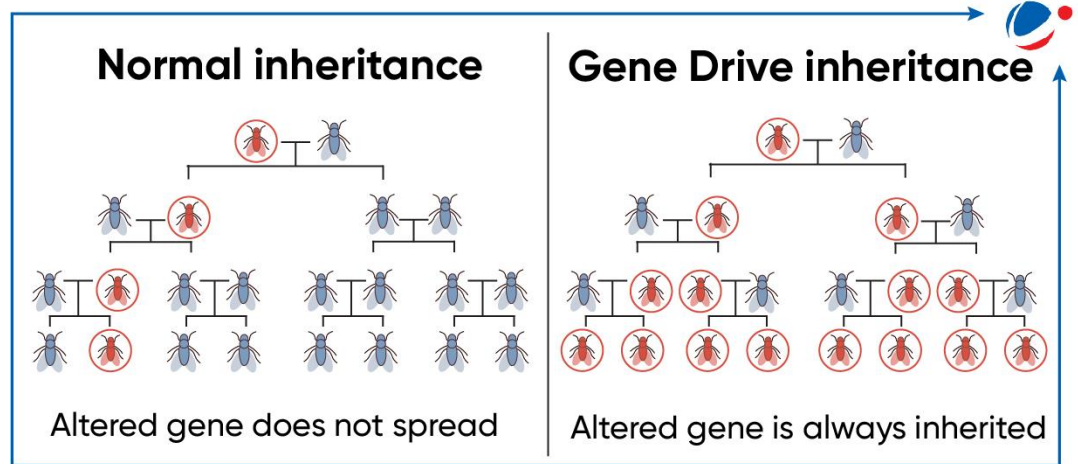 Normal inheritance
Gene Drive inheritance
Altered gene does not spread
Altered gene is always inherited